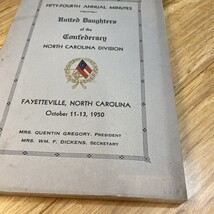 FIFTY-FOURTH ANNUAL MINUTES
United Daughters
of the
Confederacy
NORTH CAROLINA DIVISION
FAYETTEVILLE, NORTH CAROLINA
October 11-13, 1950
MRS. QUENTIN GREGORY, PRESIDENT
MRS. WM. F. DICKENS, SECRETARY